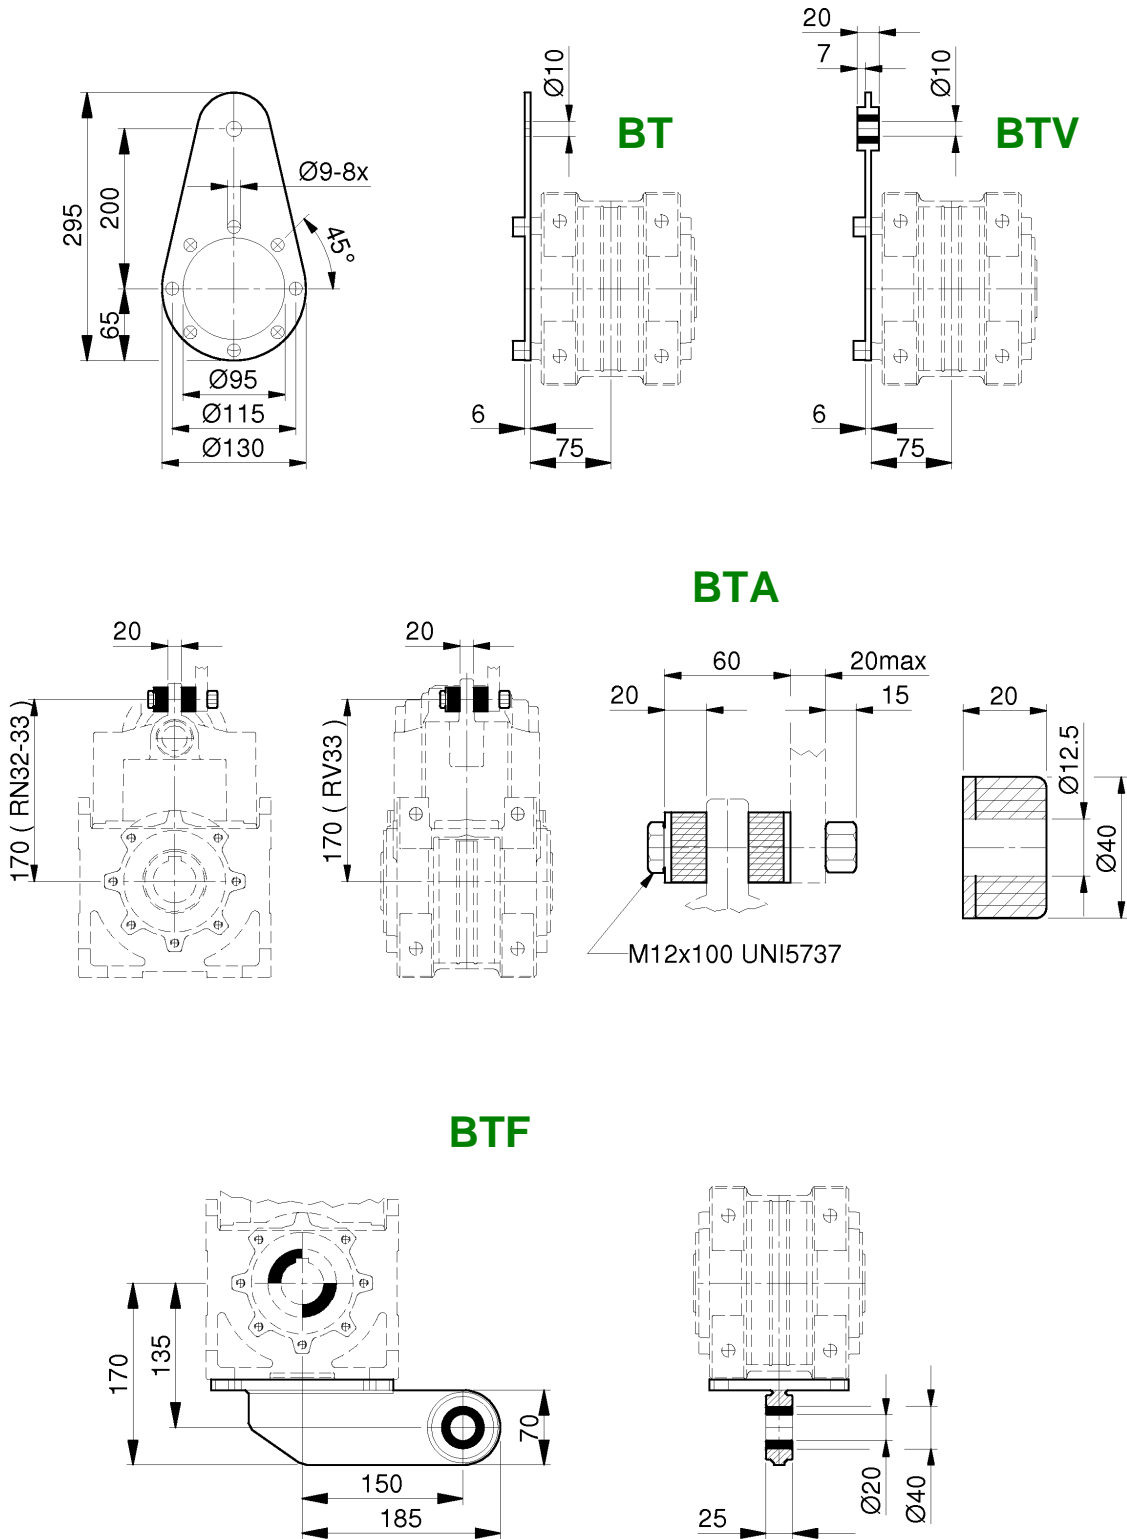 20
7
Ø10
Ø10
BT
BTV
Ø9-8x
200
295
45°
65
Ø95
Ø115
Ø130
6
75
6
75
BTA
20
20
60
20max
20
15
20
170 ( RN32-33 )
170 ( RV33 )
Ø12.5
Ø40
M12x100 UNI5737
BTF
170
135
70
150
185
25
Ø20
Ø40